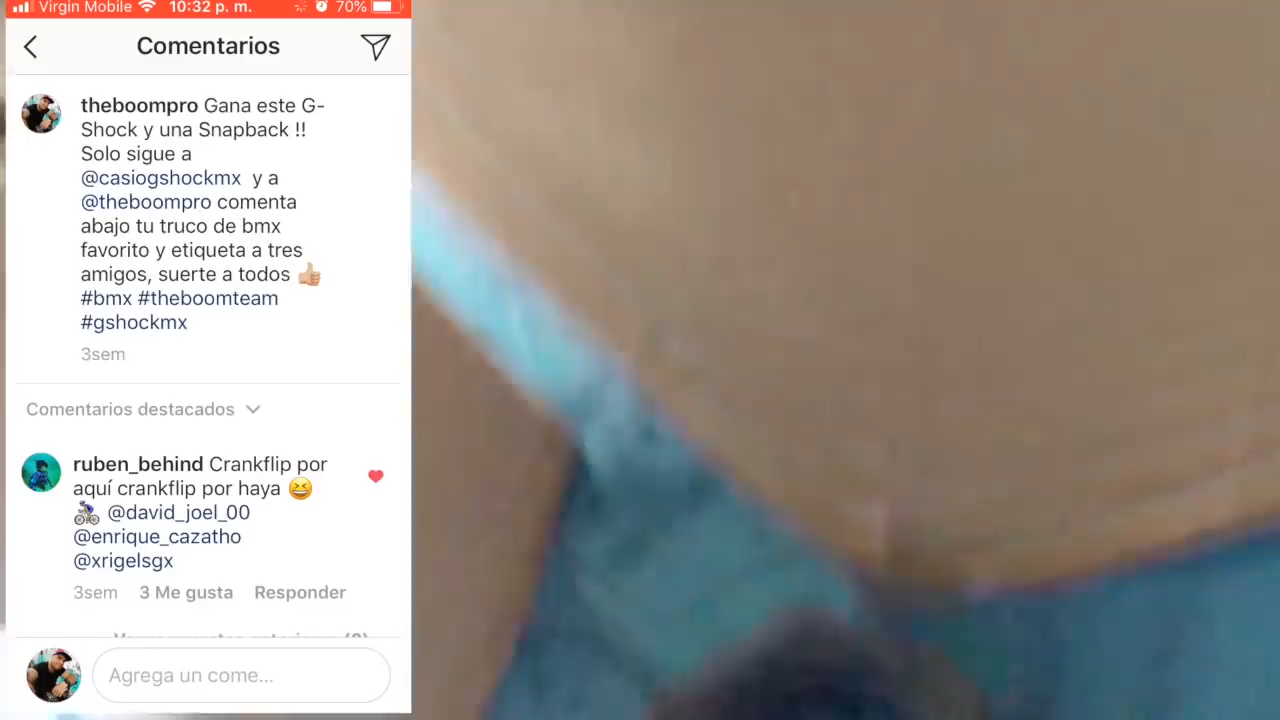 Virgin Mobile 10:32 p. m. 70%
Comentarios
theboompro Gana este G-
Shock y una Snapback !!
Solo sigue a
@casiogshockmx y a
@theboompro comenta
abajo tu truco de bmx
favorito y etiqueta a tres
amigos, suerte a todos 👍🏼
#bmx #theboomteam
#gshockmx
3sem
Comentarios destacados
ruben_behind Crankflip por
aquí crankflip por haya 😆
🚴 @david_joel_00
@enrique_cazatho
@xrigelsgx
3sem 3 Me gusta Responder
Agrega un come...